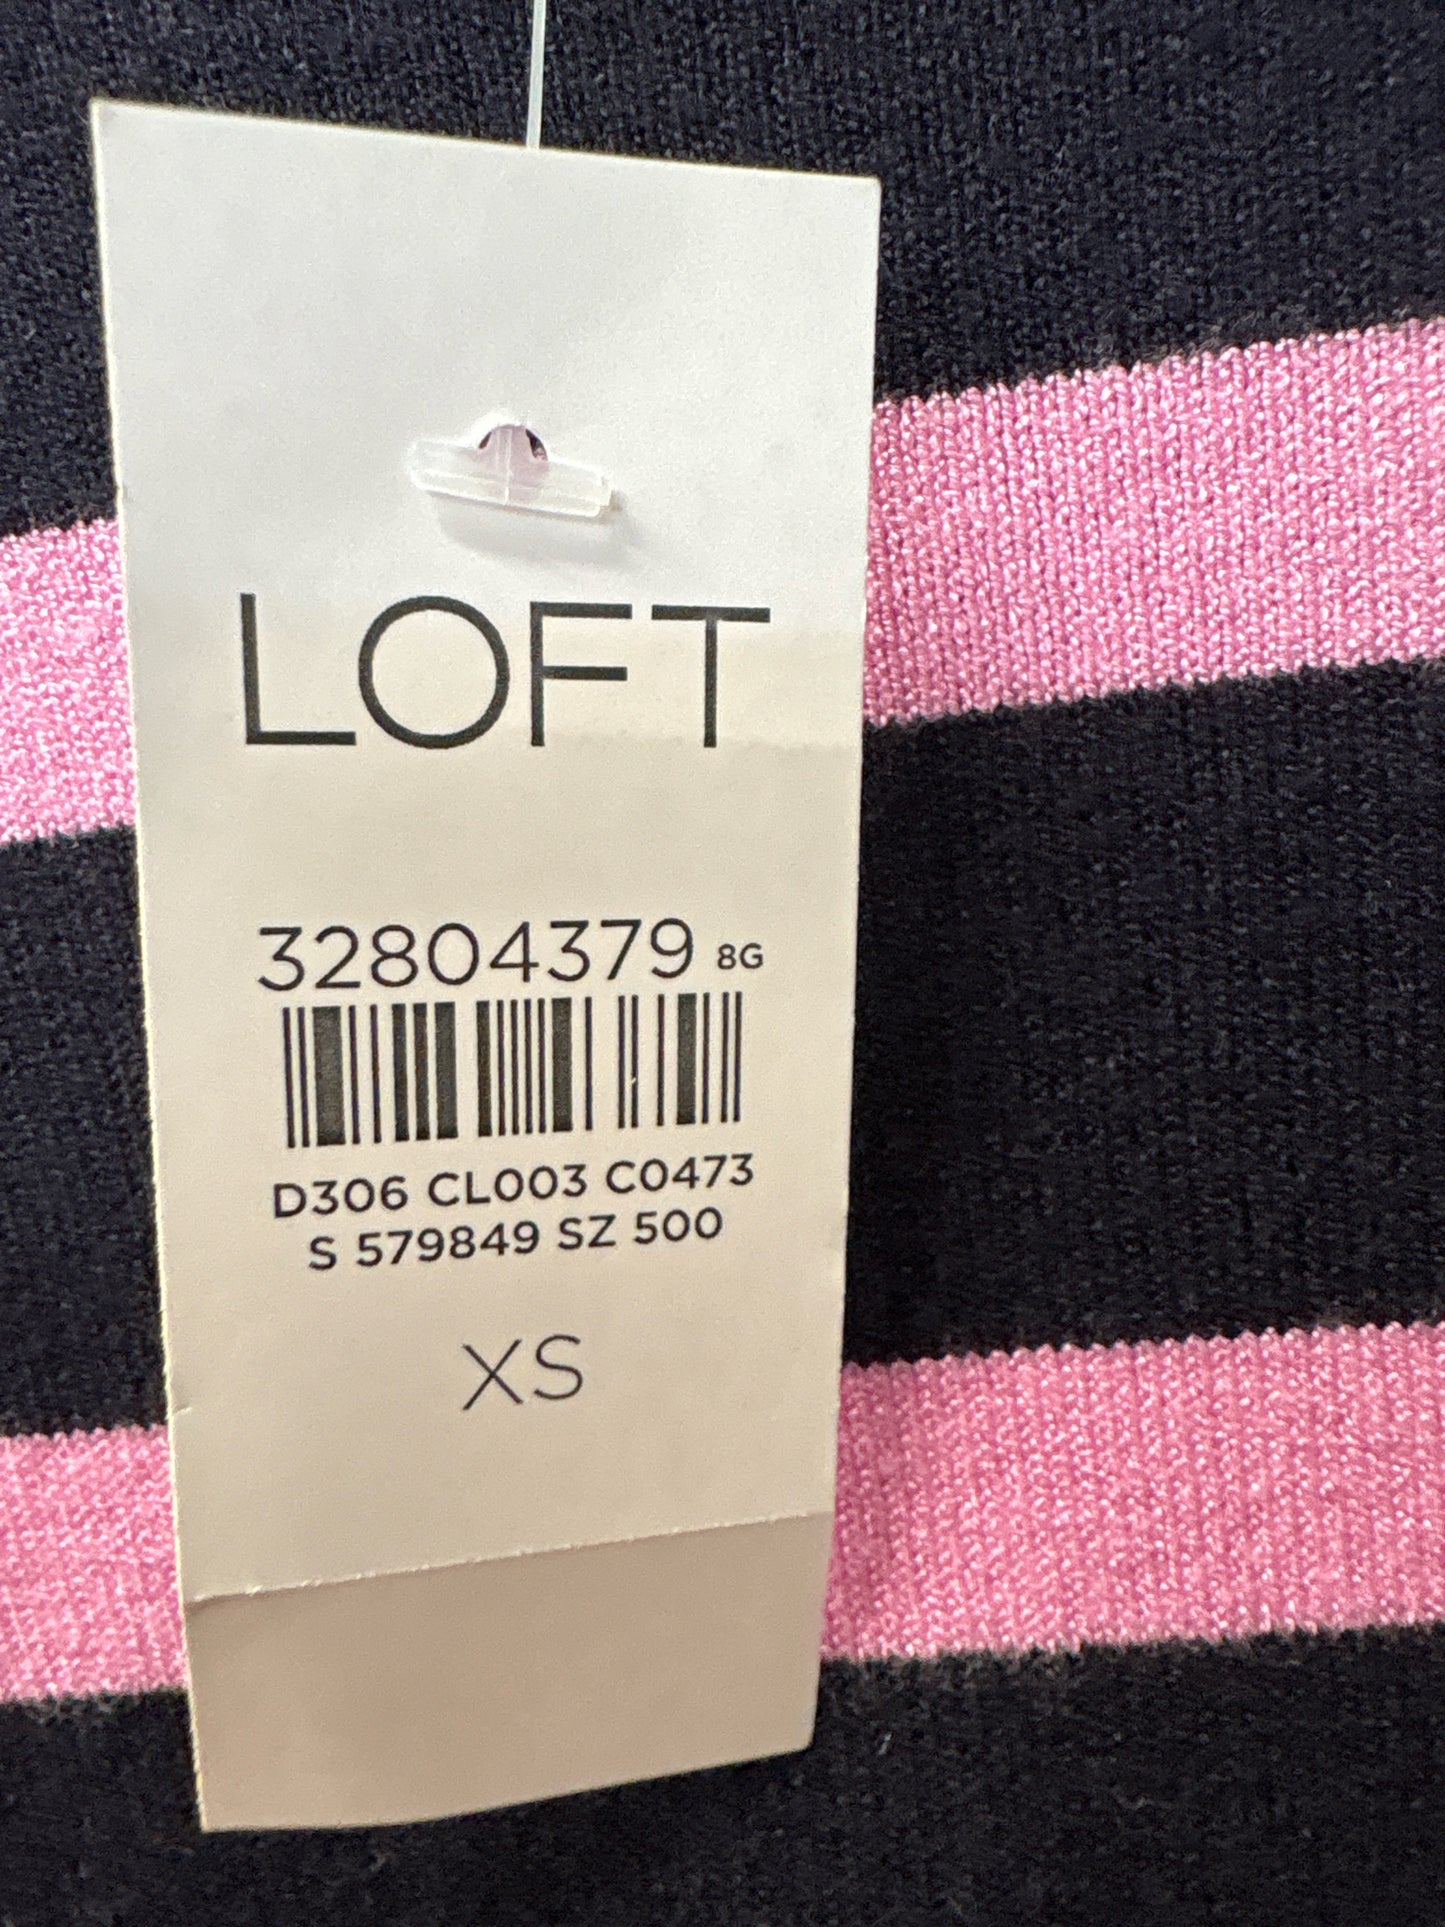 LOFT
32804379 8G
D306 CL003 C0473
S 579849 SZ 500
XS